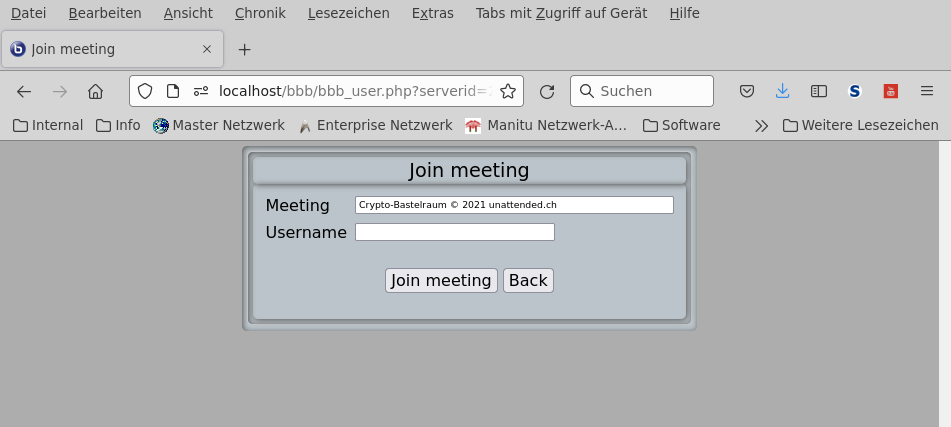 Datei Bearbeiten Ansicht Chronik Lesezeichen Extras Tabs mit Zugriff auf Gerät Hilfe
Join meeting
localhost/bbb/bbb_user.php?serverid= Suchen
Internal Info Master Netzwerk Enterprise Netzwerk Manitu Netzwerk-A… Software Weitere Lesezeichen
Join meeting
Meeting Crypto-Bastelraum © 2021 unattended.ch
Username
Join meeting Back